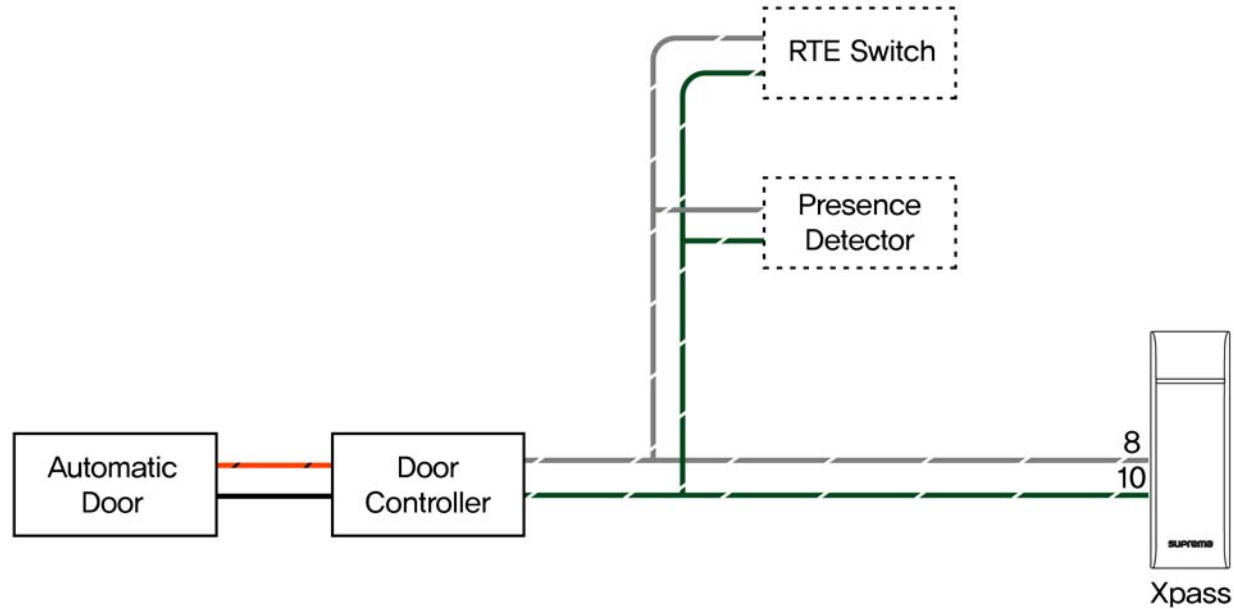 RTE Switch
Presence
Detector
8
10
Automatic
Door
Door
Controller
suprema
Xpass